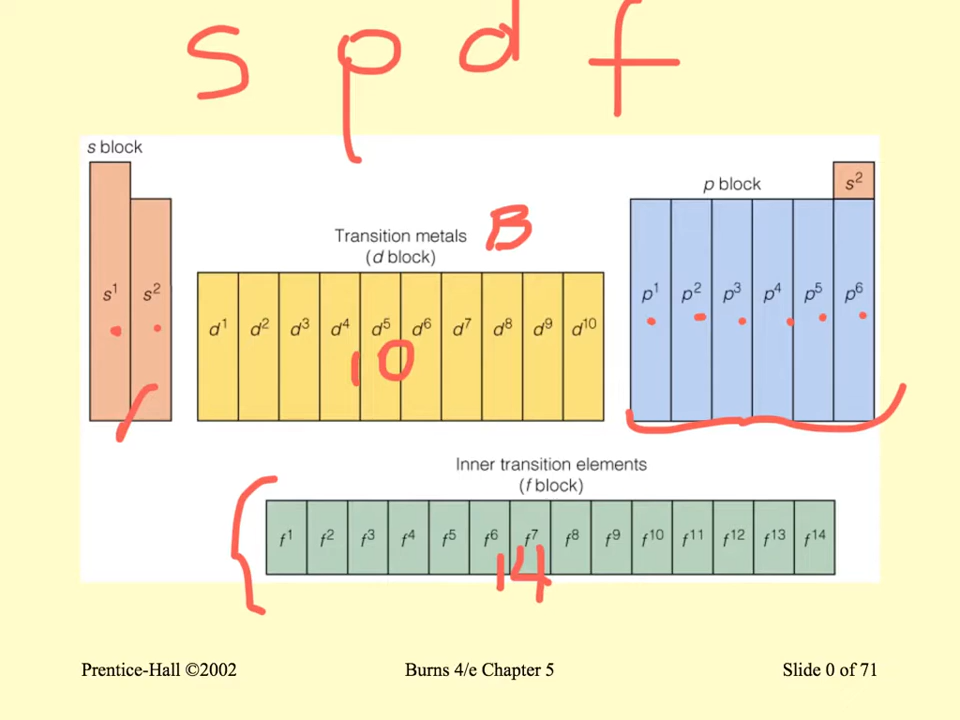 s p d f
s block
s²
p block
B
Transition metals
(d block)
s¹ s²
p¹ p² p³ p⁴ p⁵ p⁶
d¹ d² d³ d⁴ d⁵ d⁶ d⁷ d⁸ d⁹ d¹⁰
10
Inner transition elements
(f block)
f¹ f² f³ f⁴ f⁵ f⁶ f⁷ f⁸ f⁹ f¹⁰ f¹¹ f¹² f¹³ f¹⁴
14
Prentice-Hall ©2002
Burns 4/e Chapter 5
Slide 0 of 71